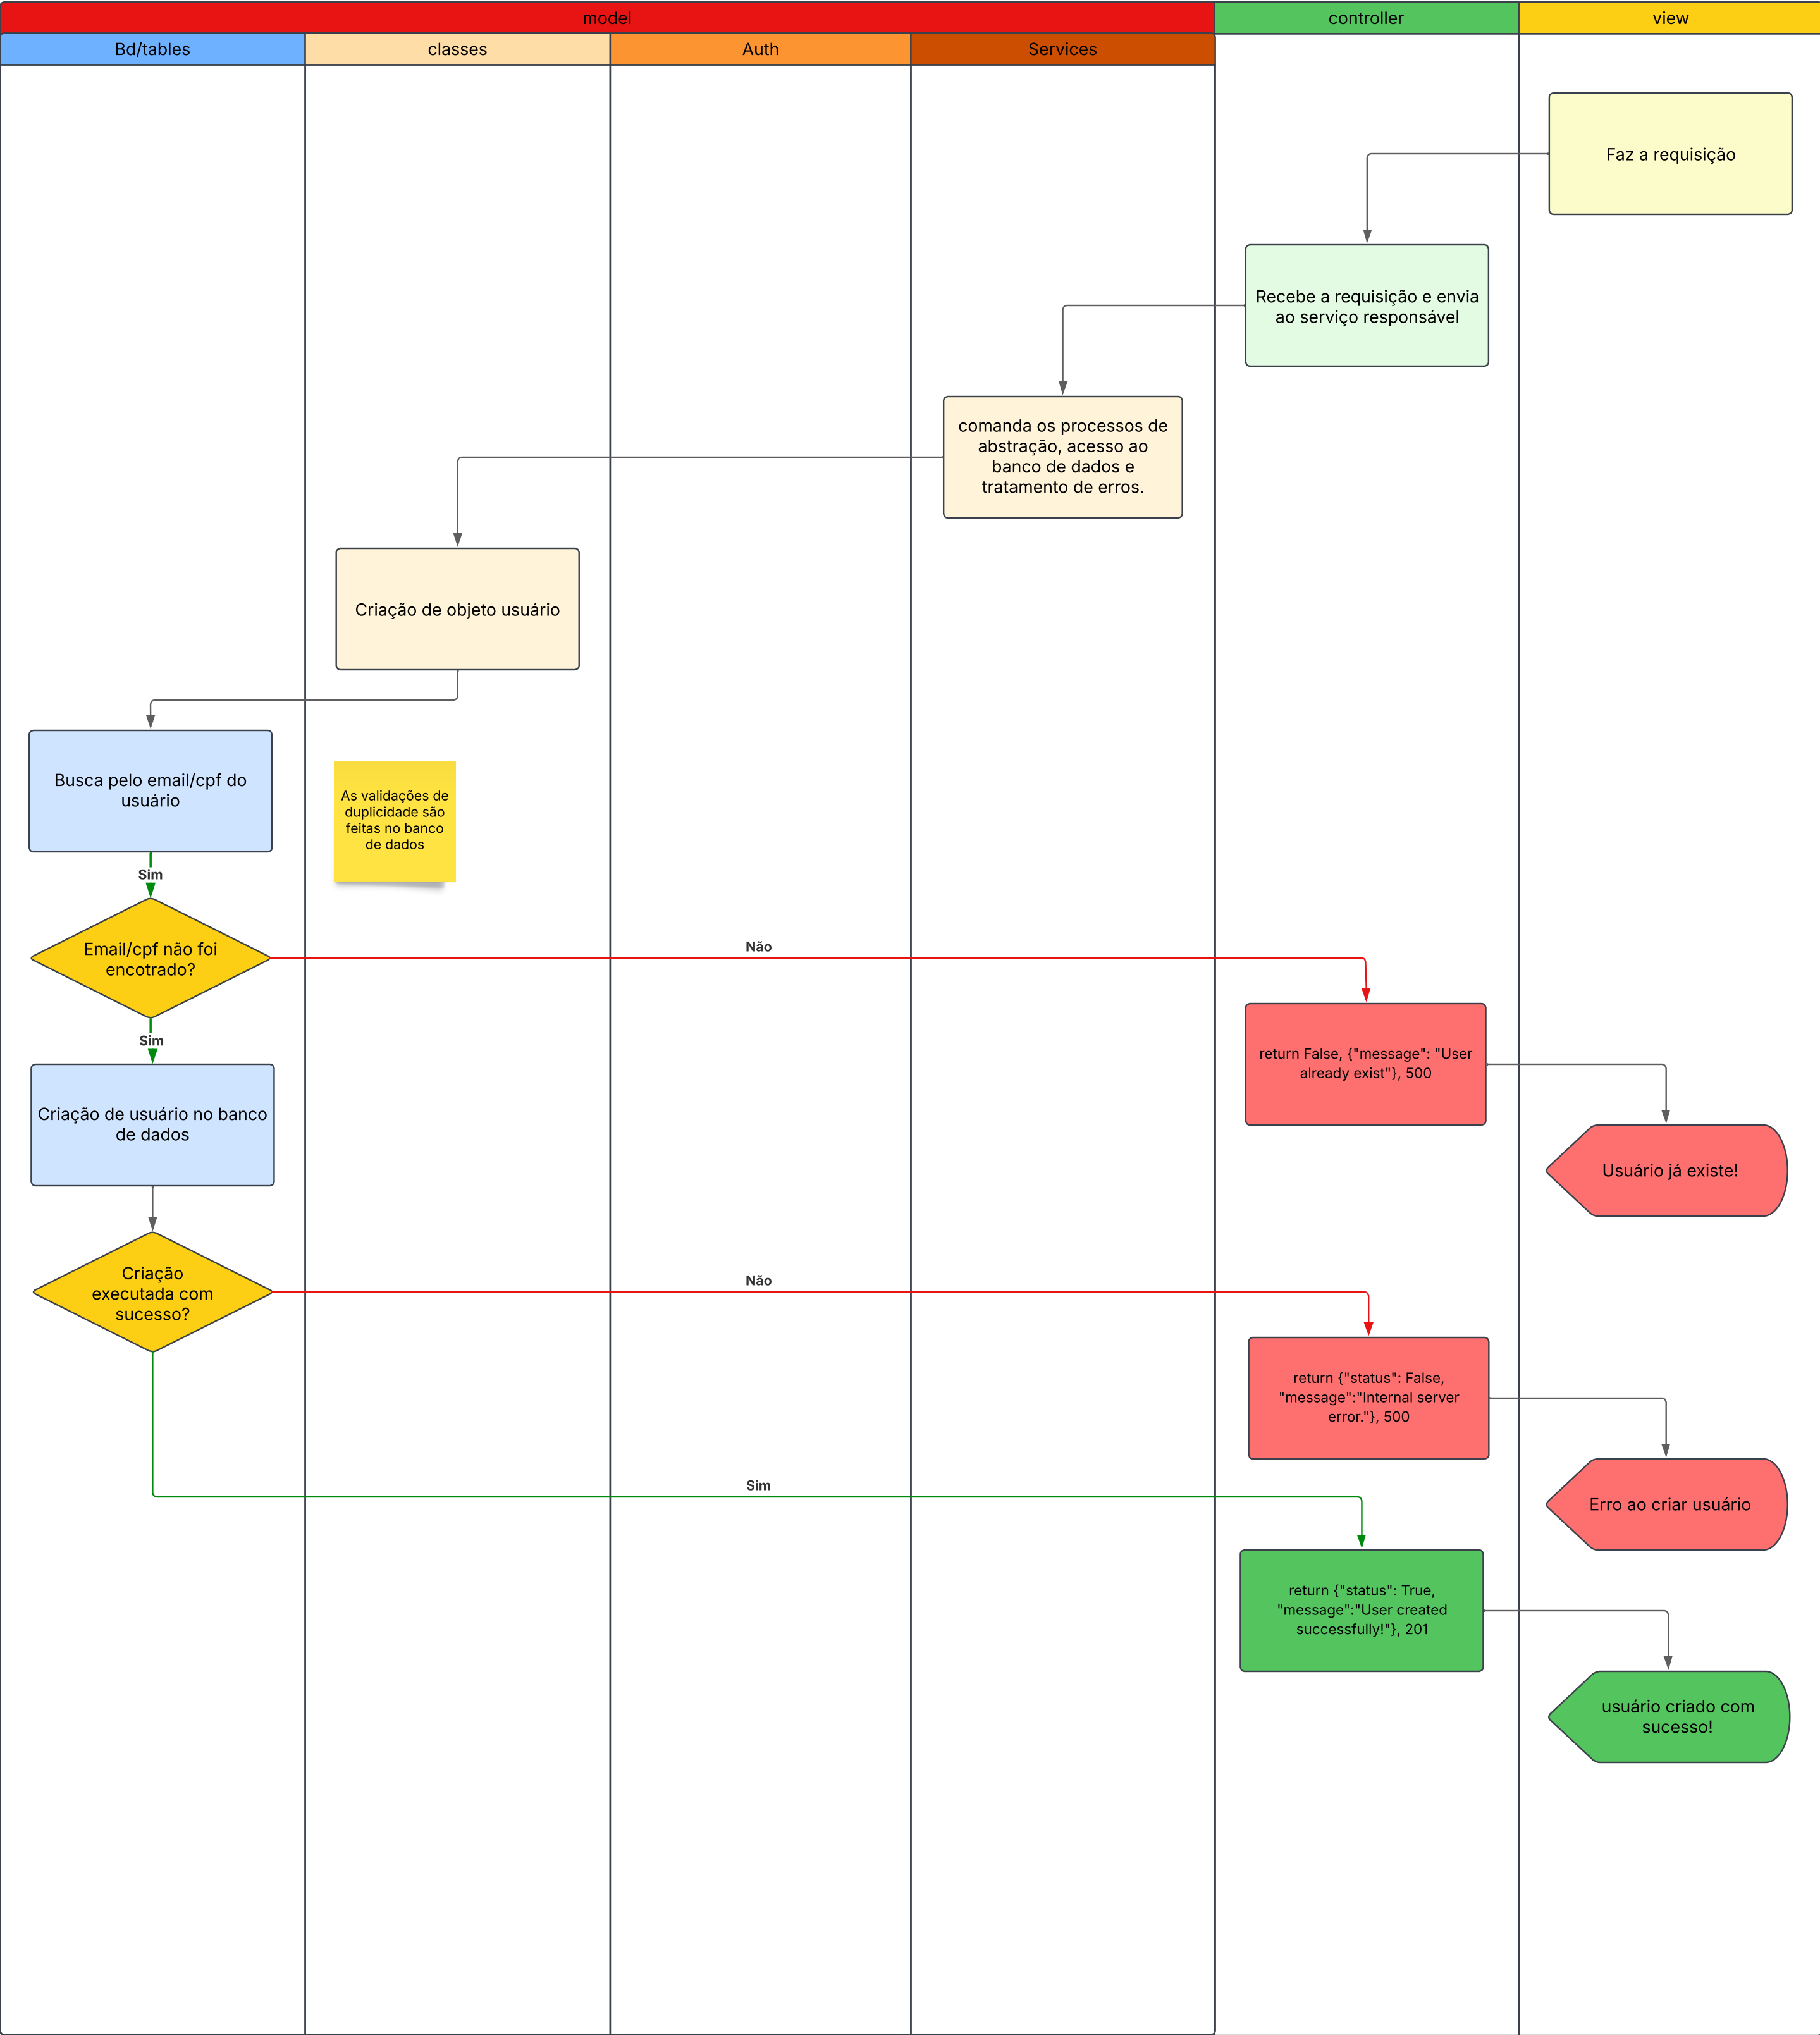 model
controller
view
Bd/tables
classes
Auth
Services
Faz a requisição
Recebe a requisição e envia
ao serviço responsável
comanda os processos de
abstração, acesso ao
banco de dados e
tratamento de erros.
Criação de objeto usuário
Busca pelo email/cpf do
usuário
As validações de
duplicidade são
feitas no banco
de dados
Sim
Email/cpf não foi
encotrado?
Não
Sim
return False, {"message": "User
already exist"}, 500
Criação de usuário no banco
de dados
Usuário já existe!
Criação
executada com
sucesso?
Não
return {"status": False,
"message":"Internal server
error."}, 500
Sim
Erro ao criar usuário
return {"status": True,
"message":"User created
successfully!"}, 201
usuário criado com
sucesso!